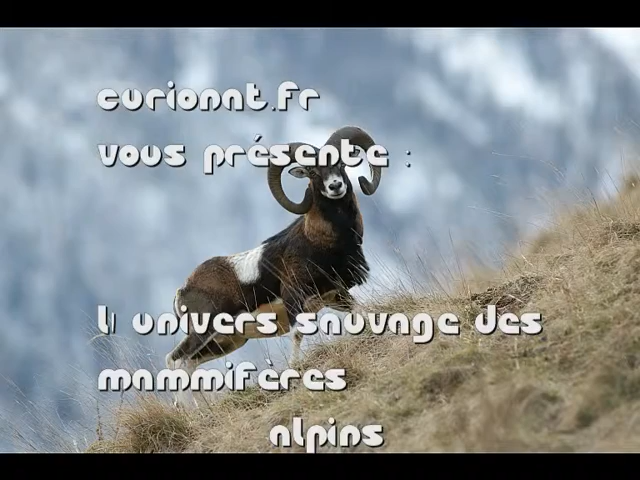 curionat.fr
vous présente :
L' univers sauvage des
mammifères
alpins